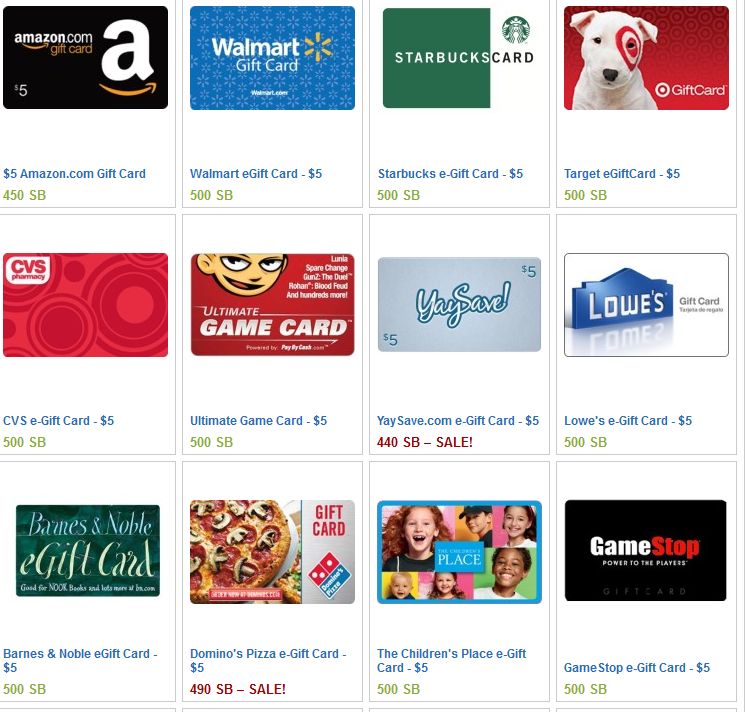 amazon.com
gift card
a
$5
Walmart
Gift Card
Walmart.com
STARBUCKS CARD
GiftCard
$5 Amazon.com Gift Card
450 SB
Walmart eGift Card - $5
500 SB
Starbucks e-Gift Card - $5
500 SB
Target eGiftCard - $5
500 SB
CVS
pharmacy
Lunia
Spare Change
GunZ: The Duel™
Rohan®: Blood Feud
And hundreds more!
ULTIMATE
GAME CARD™
Powered by: PayByCash.com™
$5
YaySave!
$5
LOWE'S®
Gift Card
Tarjeta de regalo
CVS e-Gift Card - $5
500 SB
Ultimate Game Card - $5
500 SB
YaySave.com e-Gift Card - $5
440 SB – SALE!
Lowe's e-Gift Card - $5
500 SB
Barnes & Noble
eGift Card
Good for NOOK Books and lots more at bn.com
GIFT
CARD
Domino's
Pizza
ORDER NOW AT DOMINOS.COM
THE CHILDREN'S
PLACE
GameStop
POWER TO THE PLAYERS™
GIFTCARD
Barnes & Noble eGift Card -
$5
500 SB
Domino's Pizza e-Gift Card -
$5
490 SB – SALE!
The Children's Place e-Gift
Card - $5
500 SB
GameStop e-Gift Card - $5
500 SB